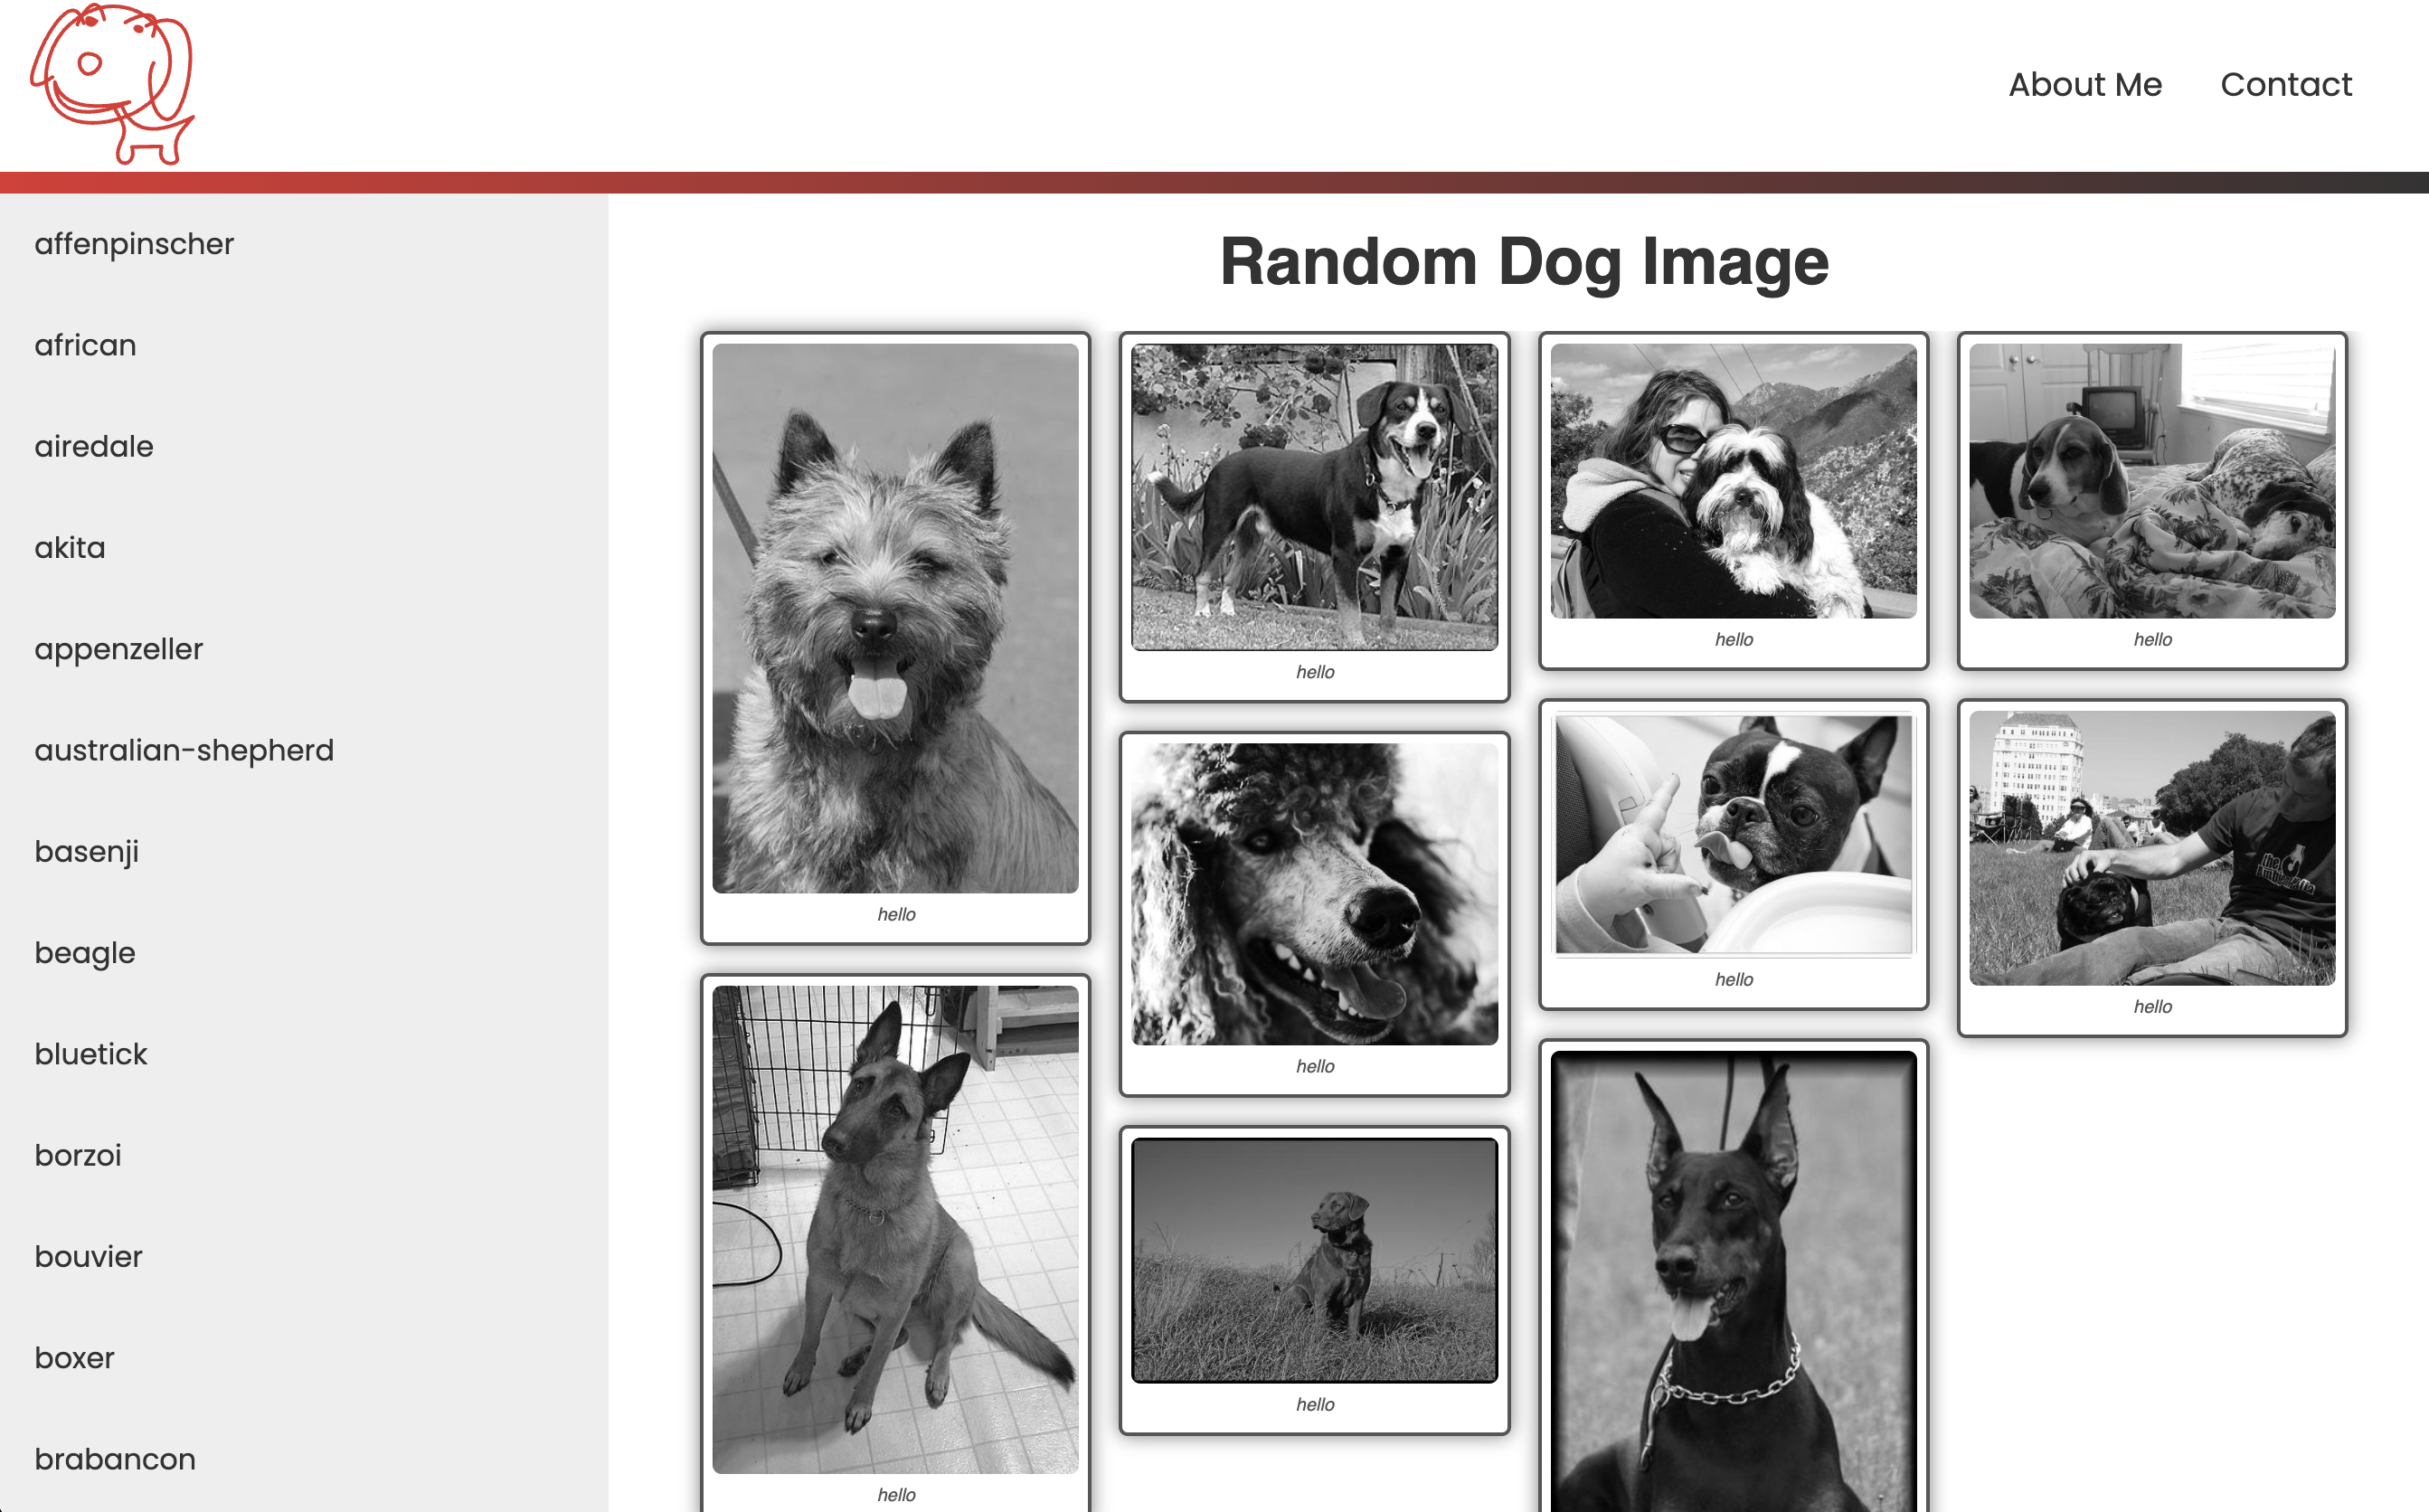 About Me
Contact
affenpinscher
african
airedale
akita
appenzeller
australian-shepherd
basenji
beagle
bluetick
borzoi
bouvier
boxer
brabancon
Random Dog Image
hello
hello
hello
hello
hello
hello
hello
hello
hello
the